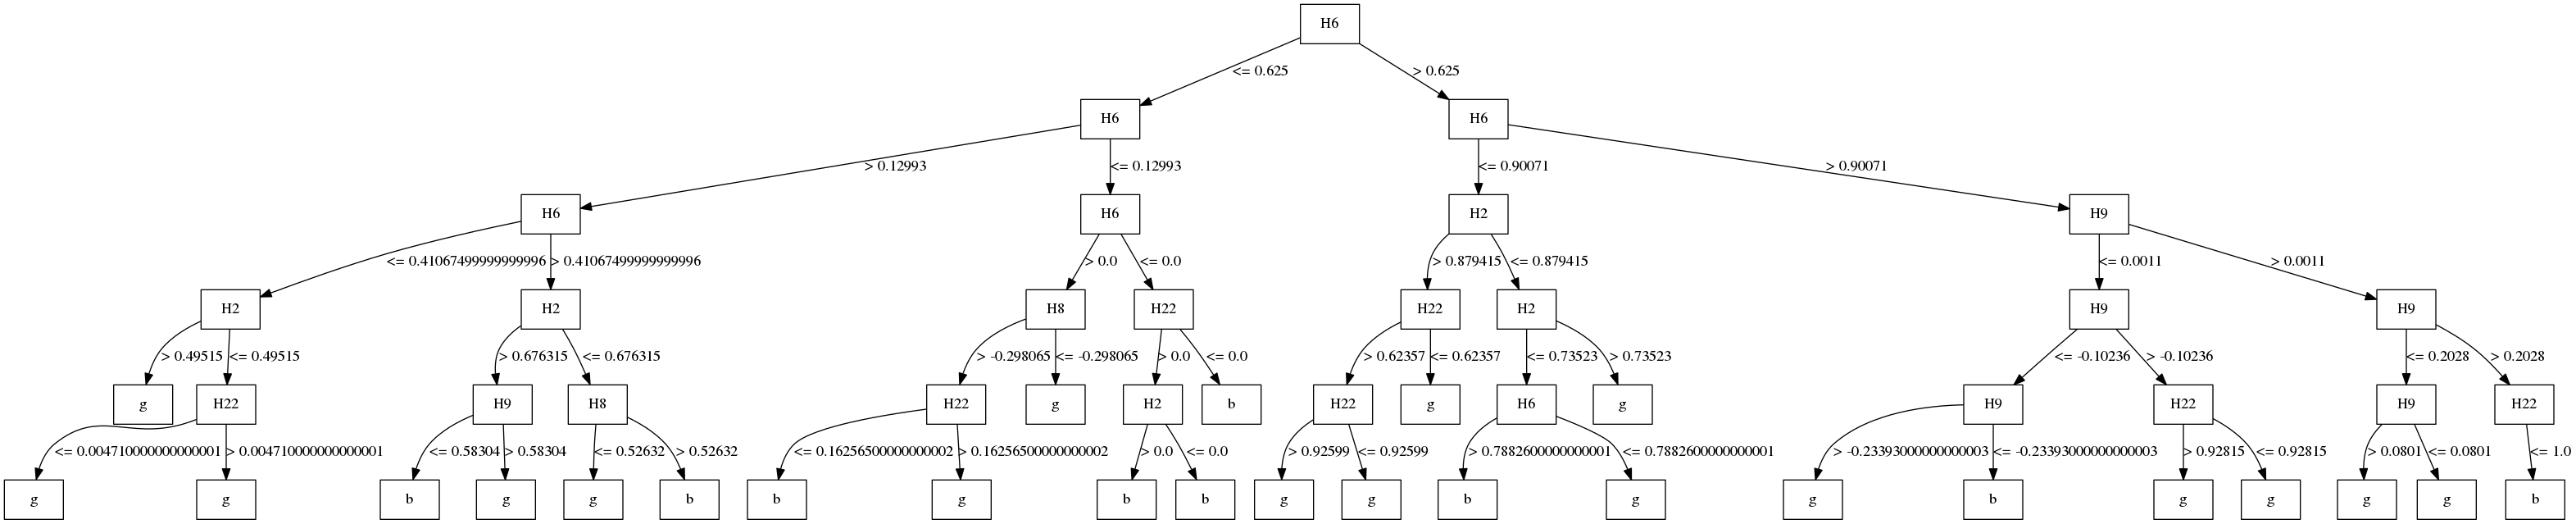 H6
<= 0.625 > 0.625
H6 H6
> 0.12993 <= 0.12993 <= 0.90071 > 0.90071
H6 H6 H2 H9
<= 0.41067499999999996 > 0.41067499999999996 > 0.0 <= 0.0 > 0.879415 <= 0.879415 <= 0.0011 > 0.0011
H2 H2 H8 H22 H22 H2 H9 H9
> 0.49515 <= 0.49515 > 0.676315 <= 0.676315 > -0.298065 <= -0.298065 > 0.0 <= 0.0 > 0.62357 <= 0.62357 <= 0.73523 > 0.73523 <= -0.10236 > -0.10236 <= 0.2028 > 0.2028
g H22 H9 H8 H22 g H2 b H22 g H6 g H9 H22 H9 H22
<= 0.004710000000000001 > 0.004710000000000001 <= 0.58304 > 0.58304 <= 0.52632 > 0.52632 <= 0.16256500000000002 > 0.16256500000000002 > 0.0 <= 0.0 > 0.92599 <= 0.92599 > 0.7882600000000001 <= 0.7882600000000001 > -0.23393000000000003 <= -0.23393000000000003 > 0.92815 <= 0.92815 > 0.0801 <= 0.0801 <= 1.0
g g b g g b b g b b g g b g g b g g g g b